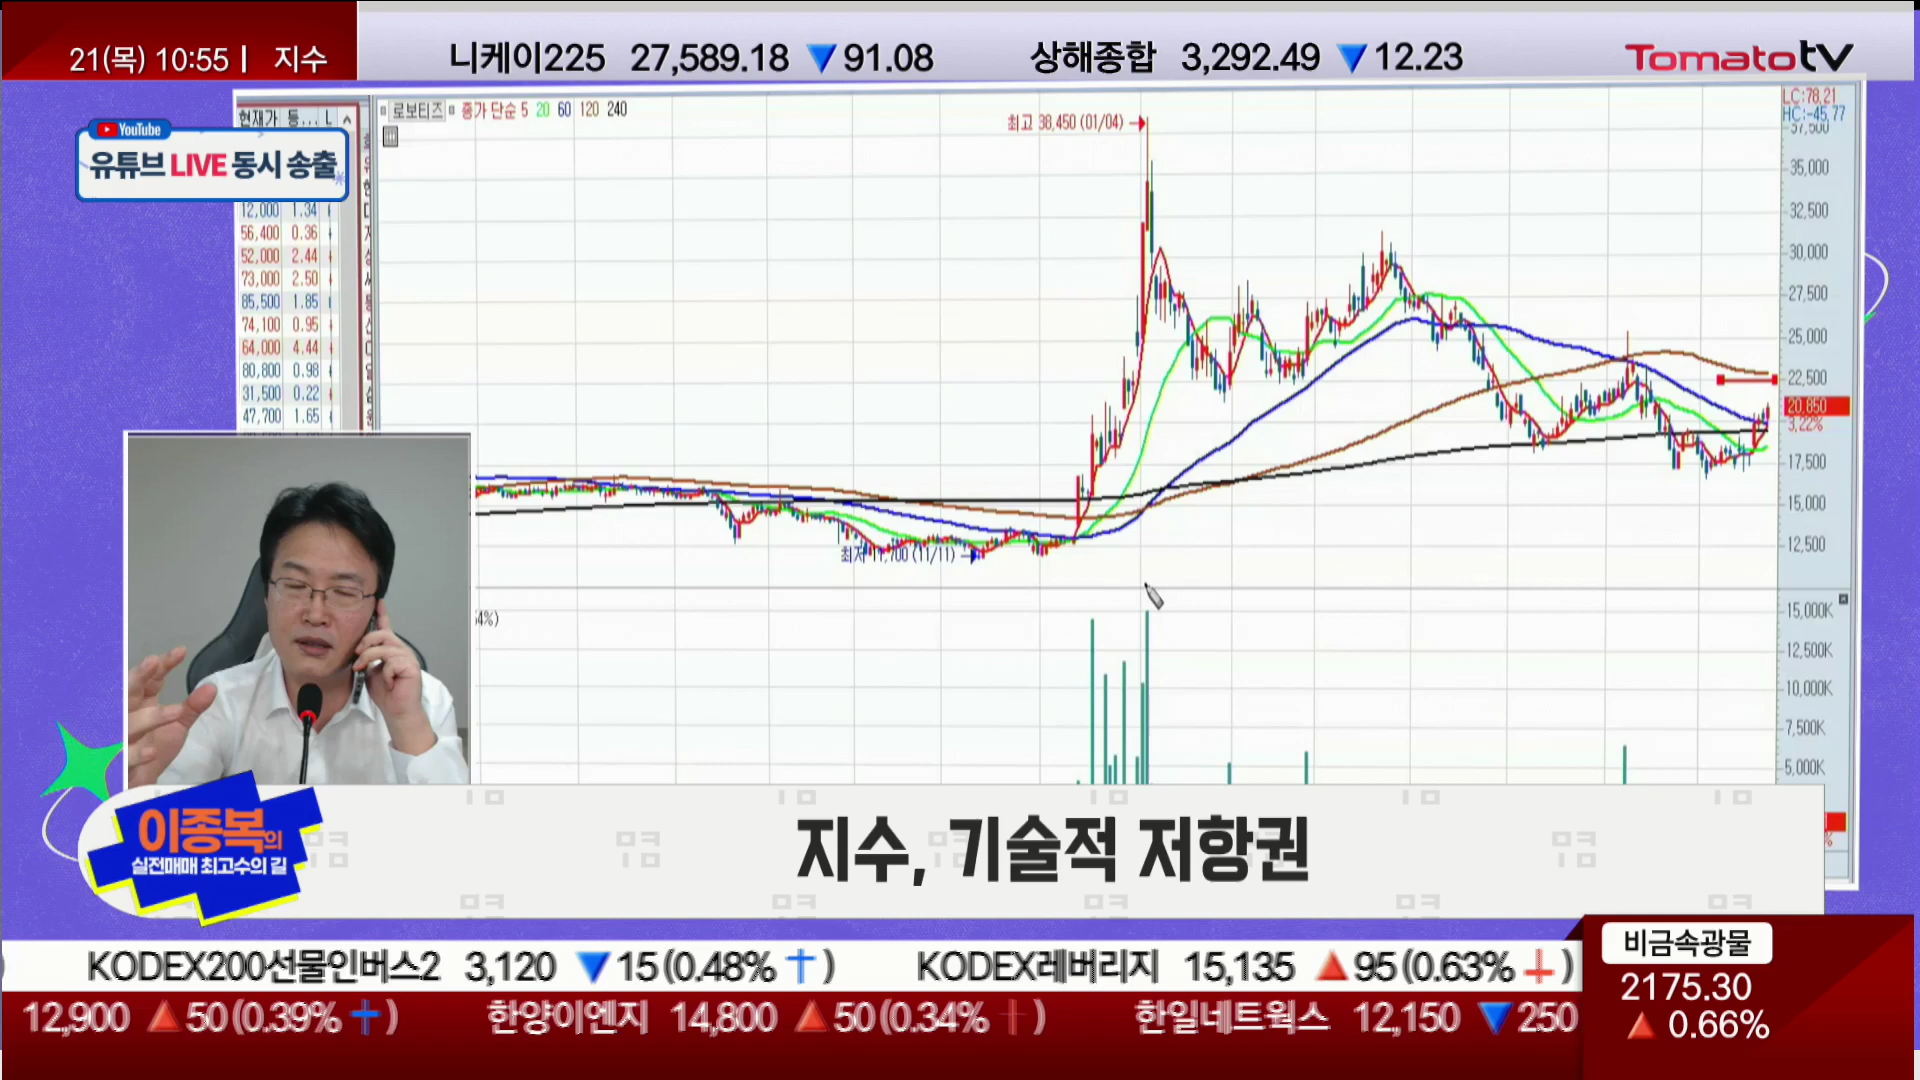 21(목) 10:55 | 지수
니케이225 27,589.18 ▼91.08 상해종합 3,292.49 ▼12.23
Tomato tv
현재가 등... L
YouTube
유튜브 LIVE 동시 송출
12,000 1.34
56,400 0.36
52,000 2.44
73,000 2.50
85,500 1.85
74,100 0.95
64,000 4.44
80,800 0.98
31,500 0.22
47,700 1.65
로보티즈 종가 단순 5 20 60 120 240
최고 38,450 (01/04)
LC:78,21
HC:-45,77
37,500
35,000
32,500
30,000
27,500
25,000
22,500
20,850
3,22%
17,500
15,000
12,500
최저 11,700 (11/11)
15,000K
12,500K
10,000K
7,500K
5,000K
이종복의
실전매매 최고수의 길
지수, 기술적 저항권
KODEX200선물인버스2 3,120 ▼15(0.48%↑) KODEX레버리지 15,135 ▲95(0.63%↓)
12,900 ▲50(0.39%↑) 한양이엔지 14,800 ▲50(0.34%↑) 한일네트웍스 12,150 ▼250
비금속광물
2175.30
▲ 0.66%